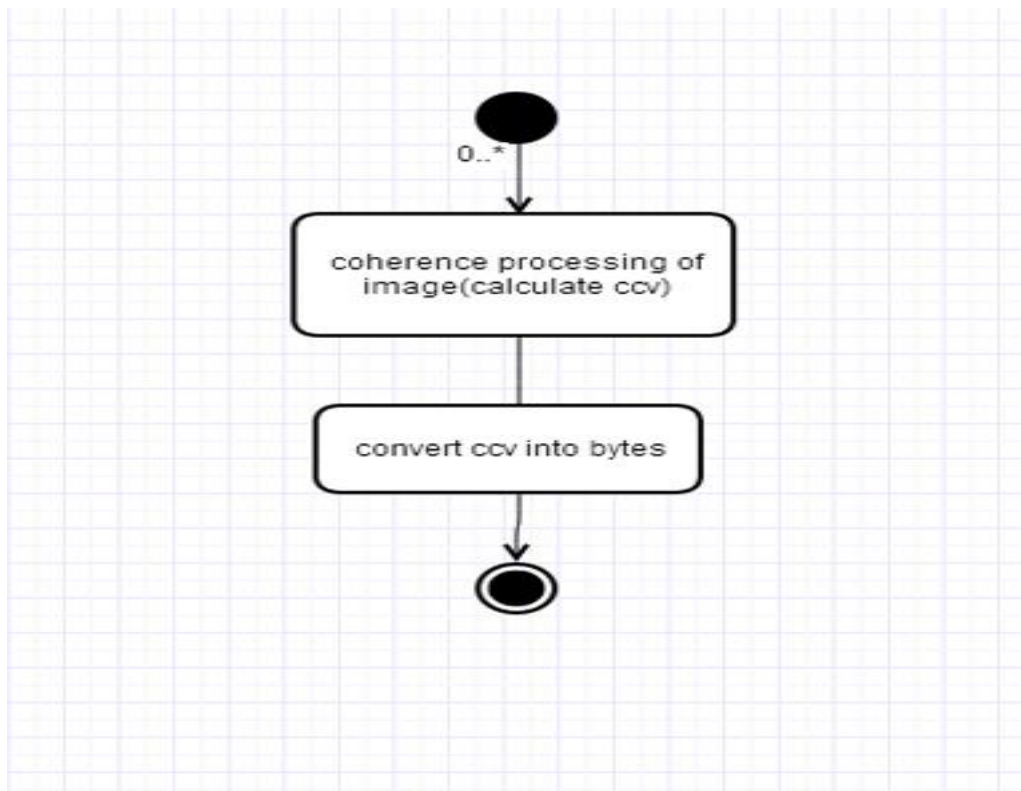 0..*
coherence processing of
image(calculate ccv)
convert ccv into bytes